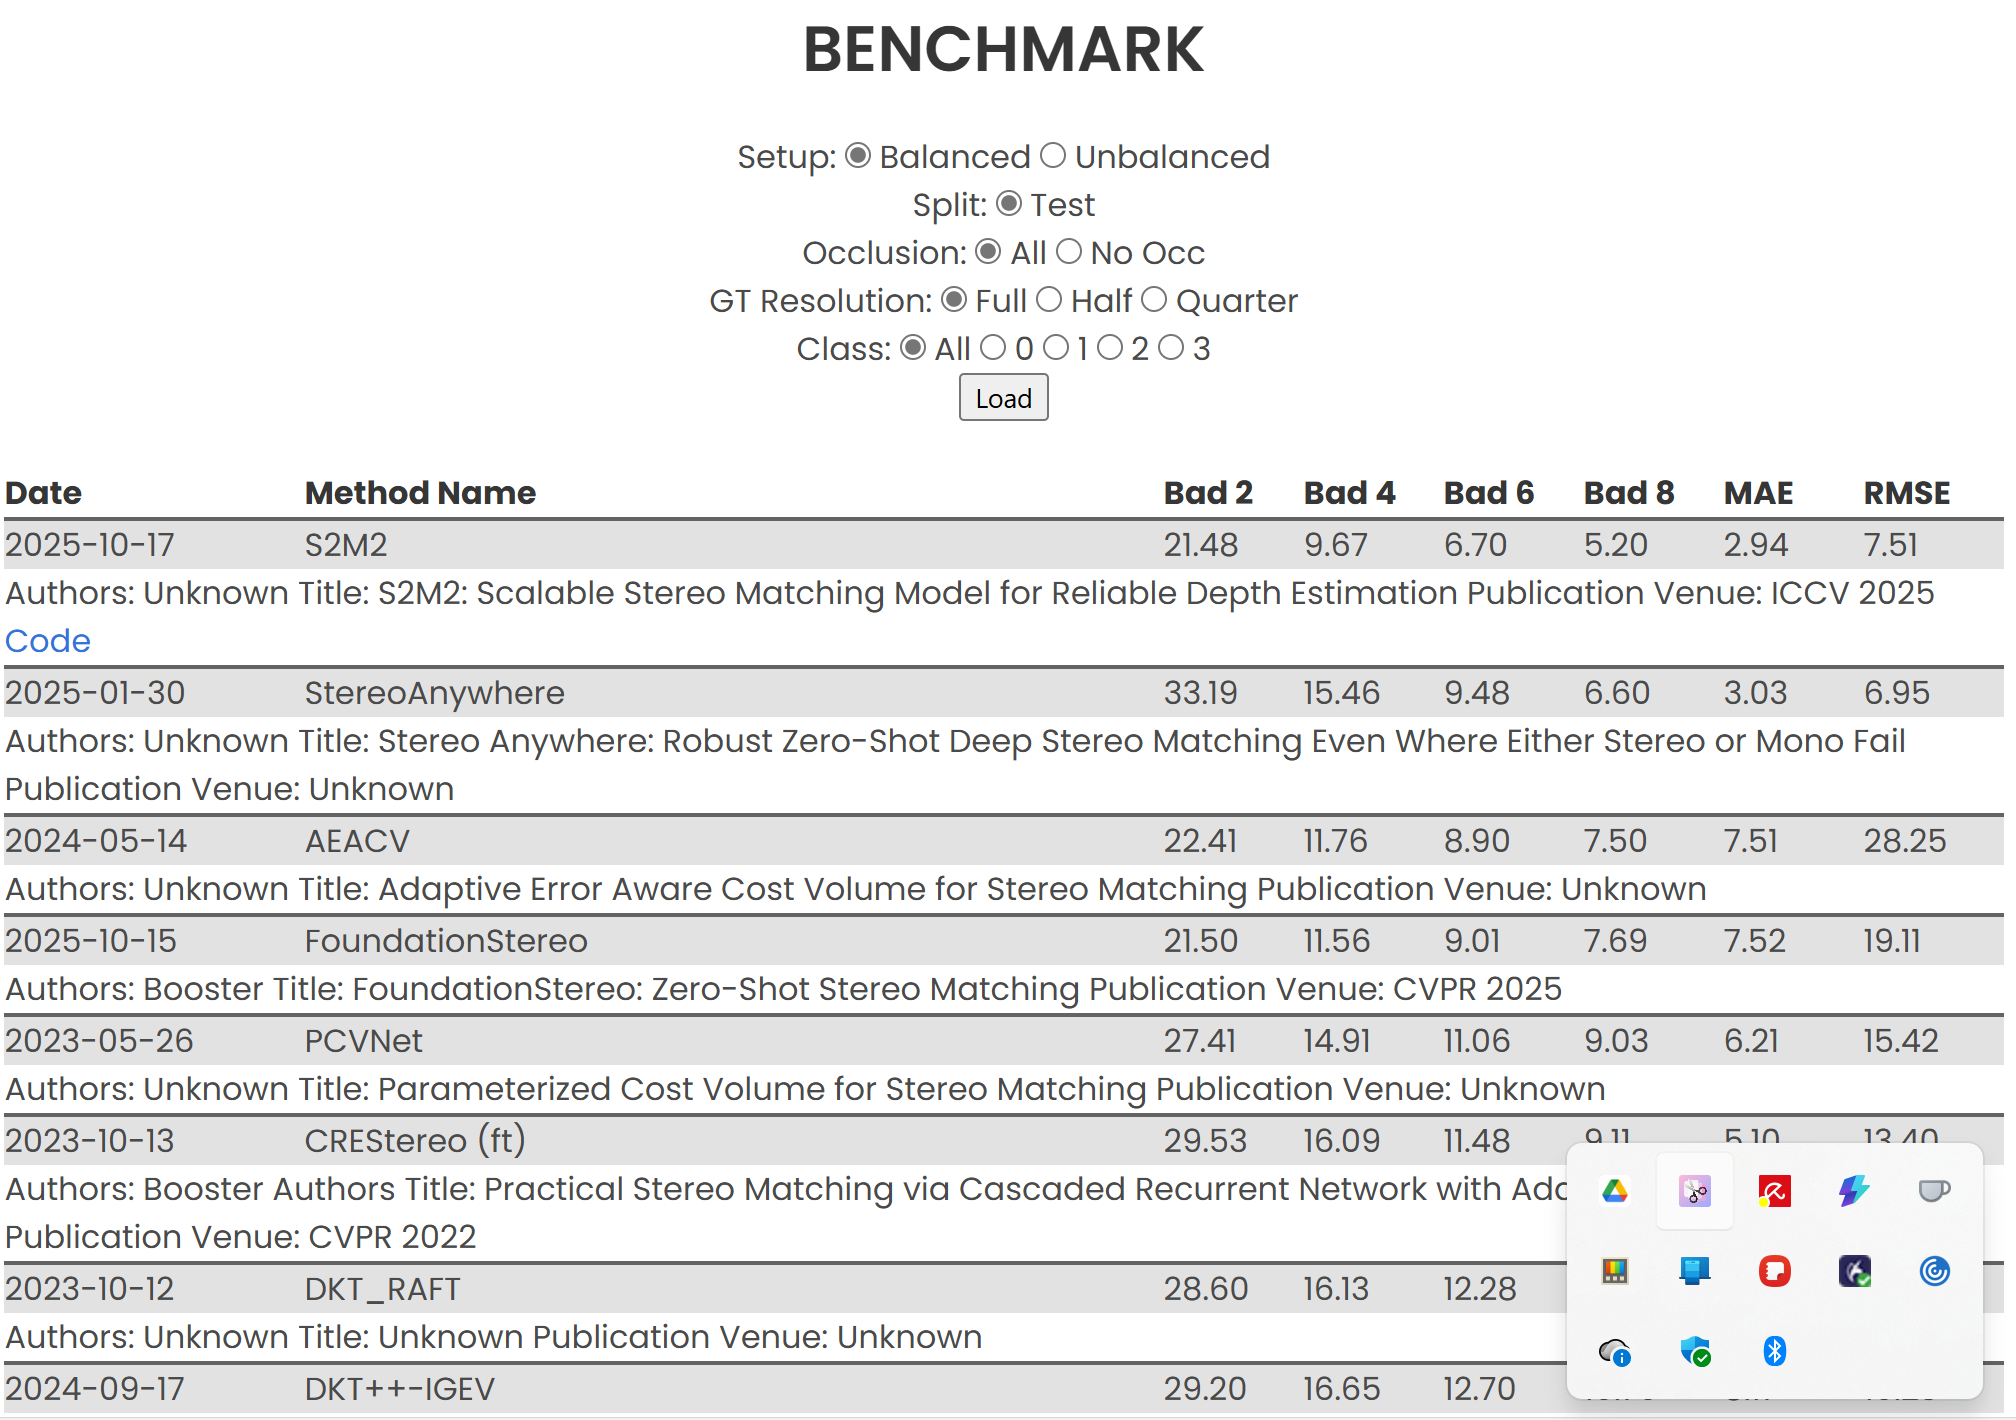 BENCHMARK
Setup: Balanced Unbalanced
Split: Test
Occlusion: All No Occ
GT Resolution: Full Half Quarter
Class: All 0 1 2 3
Load
Date Method Name Bad 2 Bad 4 Bad 6 Bad 8 MAE RMSE
2025-10-17 S2M2 21.48 9.67 6.70 5.20 2.94 7.51
Authors: Unknown Title: S2M2: Scalable Stereo Matching Model for Reliable Depth Estimation Publication Venue: ICCV 2025
Code
2025-01-30 StereoAnywhere 33.19 15.46 9.48 6.60 3.03 6.95
Authors: Unknown Title: Stereo Anywhere: Robust Zero-Shot Deep Stereo Matching Even Where Either Stereo or Mono Fail
Publication Venue: Unknown
2024-05-14 AEACV 22.41 11.76 8.90 7.50 7.51 28.25
Authors: Unknown Title: Adaptive Error Aware Cost Volume for Stereo Matching Publication Venue: Unknown
2025-10-15 FoundationStereo 21.50 11.56 9.01 7.69 7.52 19.11
Authors: Booster Title: FoundationStereo: Zero-Shot Stereo Matching Publication Venue: CVPR 2025
2023-05-26 PCVNet 27.41 14.91 11.06 9.03 6.21 15.42
Authors: Unknown Title: Parameterized Cost Volume for Stereo Matching Publication Venue: Unknown
2023-10-13 CREStereo (ft) 29.53 16.09 11.48 9.11 5.10 13.40
Authors: Booster Authors Title: Practical Stereo Matching via Cascaded Recurrent Network with
Publication Venue: CVPR 2022
2023-10-12 DKT_RAFT 28.60 16.13 12.28
Authors: Unknown Title: Unknown Publication Venue: Unknown
2024-09-17 DKT++-IGEV 29.20 16.65 12.70